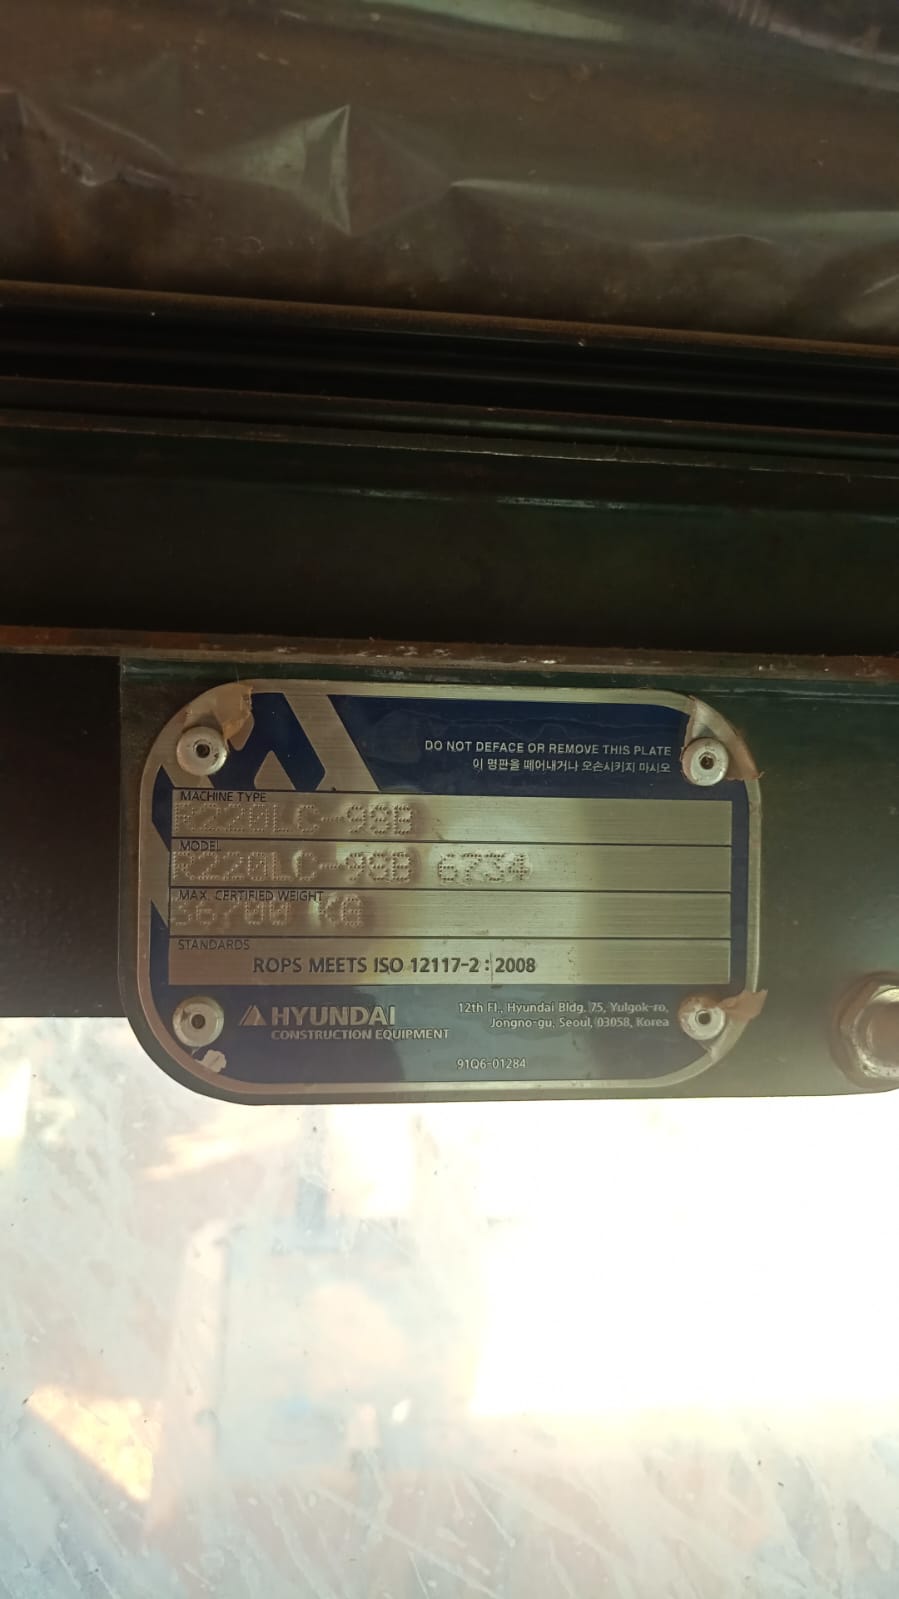 DO NOT DEFACE OR REMOVE THIS PLATE
이 명판을 떼어내거나 오손시키지 마시오
MACHINE TYPE
R220LC-9SB
MODEL
R220LC-9SB 6734
MAX. CERTIFIED WEIGHT
36700 KG
STANDARDS
ROPS MEETS ISO 12117-2 : 2008
HYUNDAI
CONSTRUCTION EQUIPMENT
12th Fl., Hyundai Bldg. 75, Yulgok-ro,
Jongno-gu, Seoul, 03058, Korea
91Q6-01284